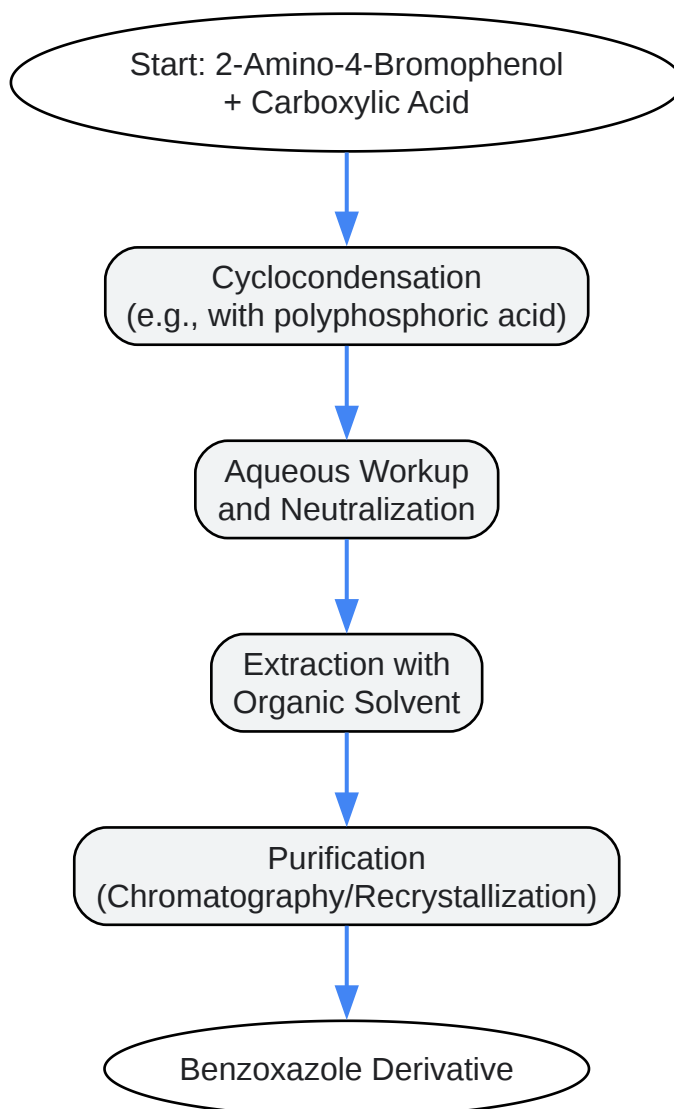 Start: 2-Amino-4-Bromophenol
+ Carboxylic Acid
Cyclocondensation
(e.g., with polyphosphoric acid)
Aqueous Workup
and Neutralization
Extraction with
Organic Solvent
Purification
(Chromatography/Recrystallization)
Benzoxazole Derivative